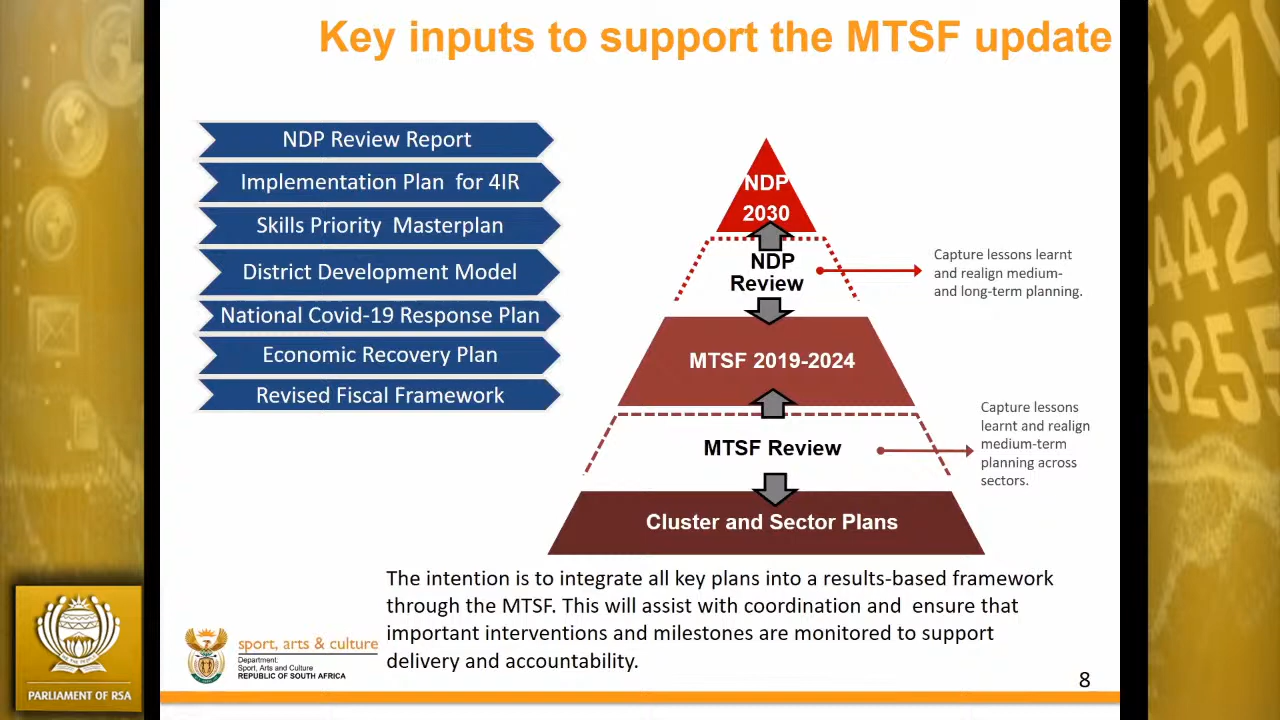 Key inputs to support the MTSF update
NDP Review Report
Implementation Plan for 4IR
Skills Priority Masterplan
District Development Model
National Covid-19 Response Plan
Economic Recovery Plan
Revised Fiscal Framework
NDP
2030
NDP
Review
Capture lessons learnt
and realign medium-
and long-term planning.
MTSF 2019-2024
MTSF Review
Capture lessons
learnt and realign
medium-term
planning across
sectors.
Cluster and Sector Plans
The intention is to integrate all key plans into a results-based framework
through the MTSF. This will assist with coordination and ensure that
important interventions and milestones are monitored to support
delivery and accountability.
sport, arts & culture
Department:
Sport, Arts and Culture
REPUBLIC OF SOUTH AFRICA
8
PARLIAMENT OF RSA